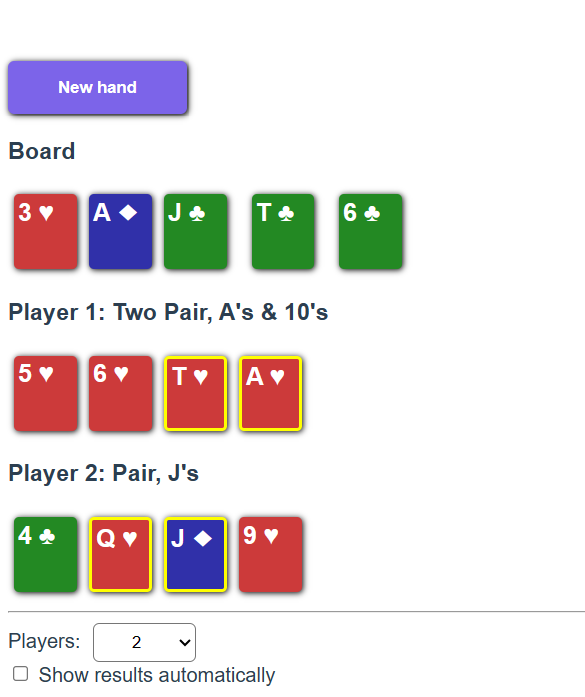 New hand
Board
3 ♥ A ♦ J ♣ T ♣ 6 ♣
Player 1: Two Pair, A's & 10's
5 ♥ 6 ♥ T ♥ A ♥
Player 2: Pair, J's
4 ♣ Q ♥ J ♦ 9 ♥
Players: 2
Show results automatically